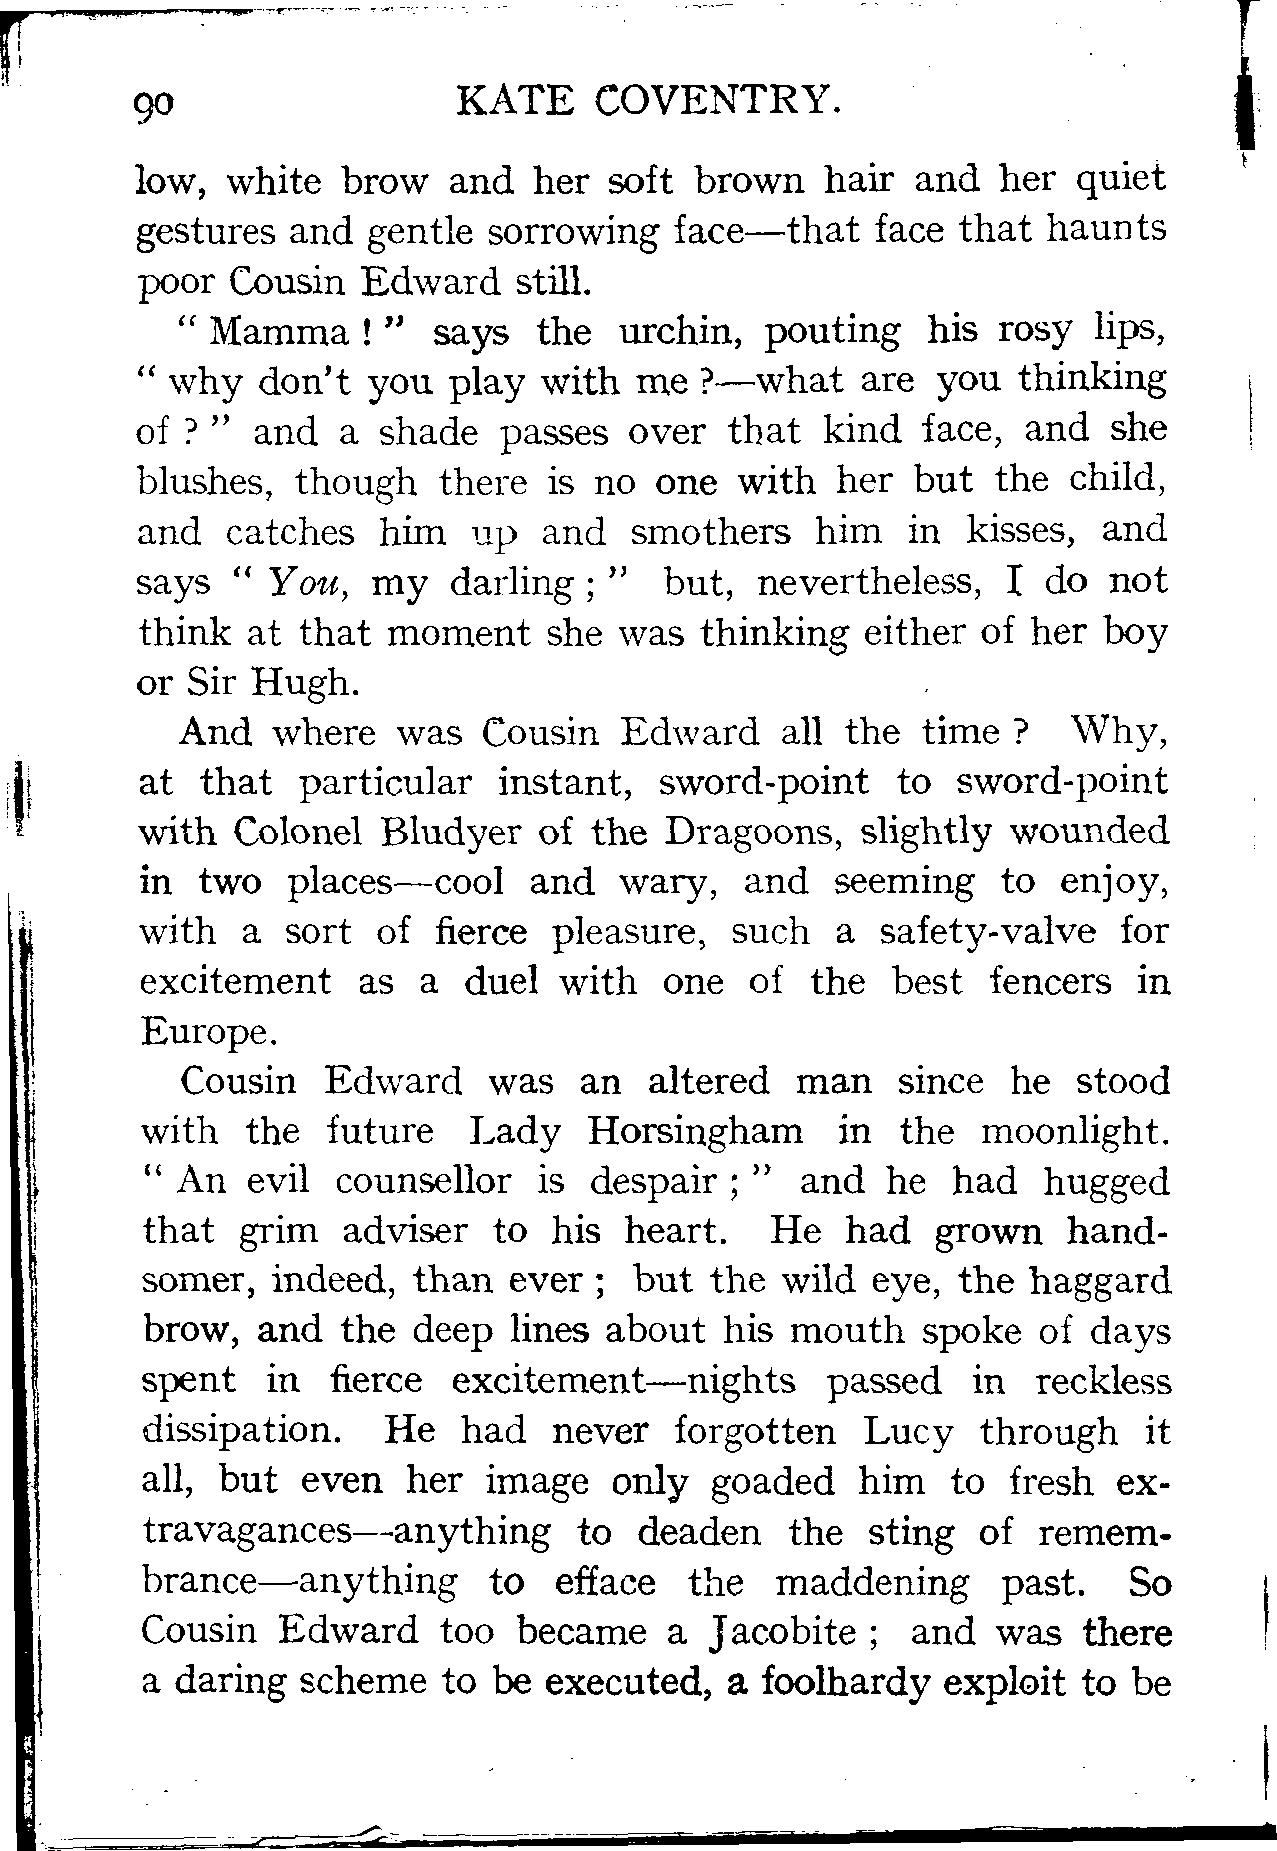 90 KATE COVENTRY.
low, white brow and her soft brown hair and her quiet
gestures and gentle sorrowing face—that face that haunts
poor Cousin Edward still.
“ Mamma ! ” says the urchin, pouting his rosy lips,
“ why don't you play with me ?—what are you thinking
of ? ” and a shade passes over that kind face, and she
blushes, though there is no one with her but the child,
and catches him up and smothers him in kisses, and
says “ You, my darling ; ” but, nevertheless, I do not
think at that moment she was thinking either of her boy
or Sir Hugh.
And where was Cousin Edward all the time ? Why,
at that particular instant, sword-point to sword-point
with Colonel Bludyer of the Dragoons, slightly wounded
in two places—cool and wary, and seeming to enjoy,
with a sort of fierce pleasure, such a safety-valve for
excitement as a duel with one of the best fencers in
Europe.
Cousin Edward was an altered man since he stood
with the future Lady Horsingham in the moonlight.
“ An evil counsellor is despair ; ” and he had hugged
that grim adviser to his heart. He had grown hand-
somer, indeed, than ever ; but the wild eye, the haggard
brow, and the deep lines about his mouth spoke of days
spent in fierce excitement—nights passed in reckless
dissipation. He had never forgotten Lucy through it
all, but even her image only goaded him to fresh ex-
travagances—anything to deaden the sting of remem-
brance—anything to efface the maddening past. So
Cousin Edward too became a Jacobite ; and was there
a daring scheme to be executed, a foolhardy exploit to be